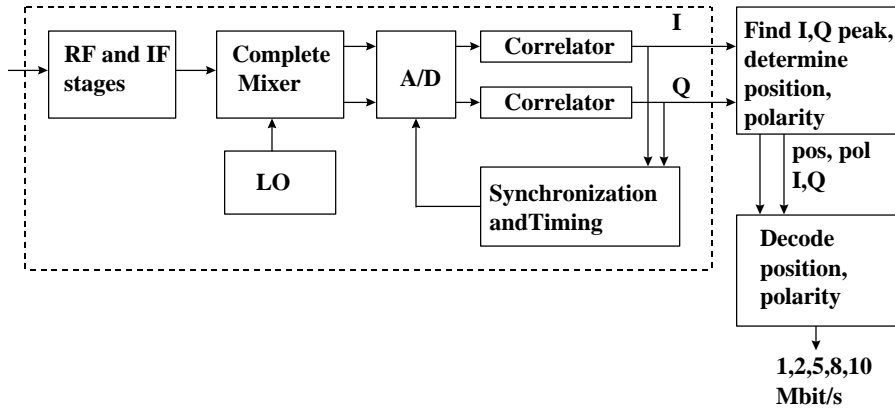 RF and IF
stages
Complete
Mixer
LO
A/D
Correlator
Correlator
I
Q
Synchronization
andTiming
Find I,Q peak,
determine
position,
polarity
pos, pol
I,Q
Decode
position,
polarity
1,2,5,8,10
Mbit/s